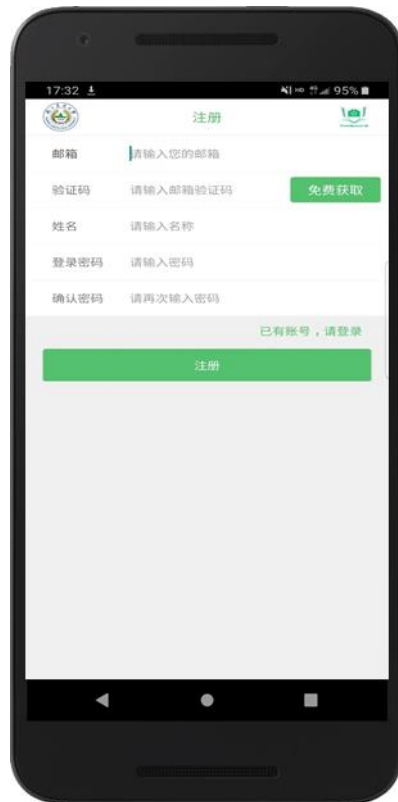 17:32 95%
注册
邮箱 请输入您的邮箱
验证码 请输入邮箱验证码 免费获取
姓名 请输入名称
登录密码 请输入密码
确认密码 请再次输入密码
已有账号，请登录
注册